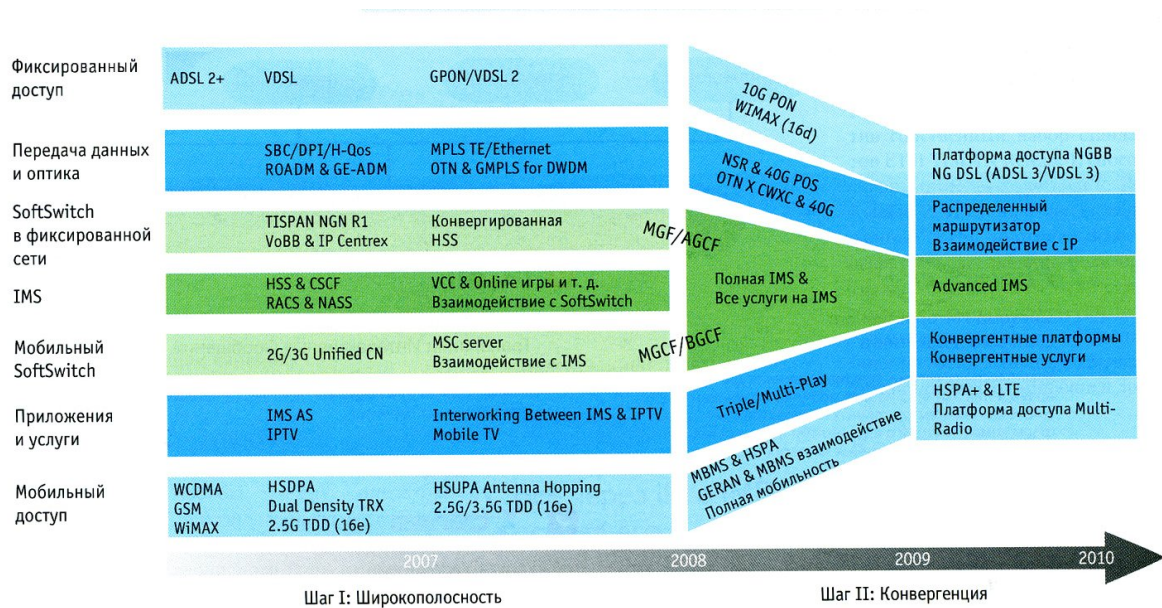 Фиксированный
доступ
ADSL 2+
VDSL
GPON/VDSL 2
10G PON
WIMAX (16d)
Передача данных
и оптика
SBC/DPI/H-Qos
ROADM & GE-ADM
MPLS TE/Ethernet
OTN & GMPLS for DWDM
NSR & 40G POS
OTN X CWXC & 40G
Платформа доступа NGBB
NG DSL (ADSL 3/VDSL 3)
SoftSwitch
в фиксированной
сети
TISPAN NGN R1
VoBB & IP Centrex
Конвергированная
HSS
MGF/AGCF
Распределенный
маршрутизатор
Взаимодействие с IP
IMS
HSS & CSCF
RACS & NASS
VCC & Online игры и т. д.
Взаимодействие с SoftSwitch
Полная IMS &
Все услуги на IMS
Advanced IMS
Мобильный
SoftSwitch
2G/3G Unified CN
MSC server
Взаимодействие с IMS
MGCF/BGCF
Конвергентные платформы
Конвергентные услуги
Приложения
и услуги
IMS AS
IPTV
Interworking Between IMS & IPTV
Mobile TV
Triple/Multi-Play
HSPA+ & LTE
Платформа доступа Multi-
Radio
Мобильный
доступ
WCDMA
GSM
WiMAX
HSDPA
Dual Density TRX
2.5G TDD (16e)
HSUPA Antenna Hopping
2.5G/3.5G TDD (16e)
MBMS & HSPA
GERAN & MBMS взаимодействие
Полная мобильность
2007
2008
2009
2010
Шаг I: Широкополосность
Шаг II: Конвергенция